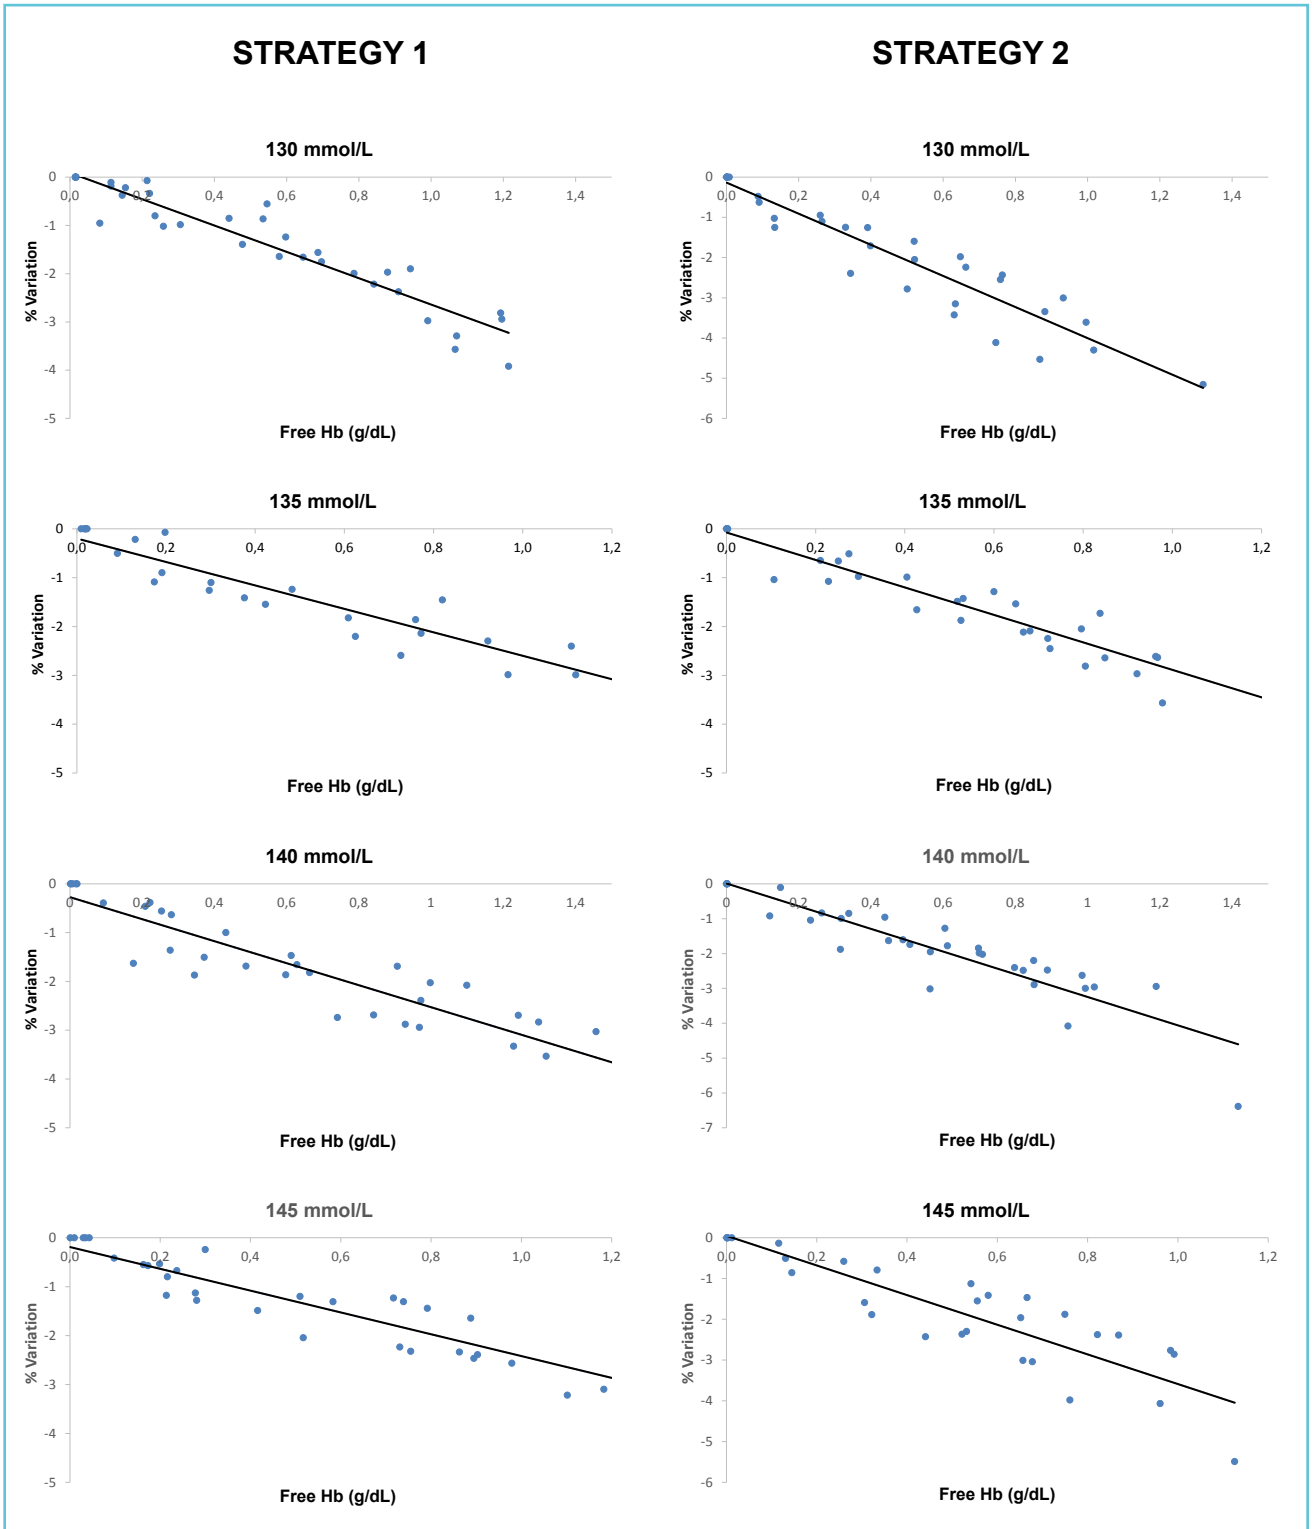 STRATEGY 1
STRATEGY 2
130 mmol/L
% Variation
0
-1
-2
-3
-4
-5
0,0 0,2 0,4 0,6 0,8 1,0 1,2 1,4
Free Hb (g/dL)
130 mmol/L
% Variation
0
-1
-2
-3
-4
-5
-6
0,0 0,2 0,4 0,6 0,8 1,0 1,2 1,4
Free Hb (g/dL)
135 mmol/L
% Variation
0
-1
-2
-3
-4
-5
0,0 0,2 0,4 0,6 0,8 1,0 1,2
Free Hb (g/dL)
135 mmol/L
% Variation
0
-1
-2
-3
-4
-5
0,0 0,2 0,4 0,6 0,8 1,0 1,2
Free Hb (g/dL)
140 mmol/L
% Variation
0
-1
-2
-3
-4
-5
0 0,2 0,4 0,6 0,8 1 1,2 1,4
Free Hb (g/dL)
140 mmol/L
% Variation
0
-1
-2
-3
-4
-5
-6
-7
0,0 0,2 0,4 0,6 0,8 1,0 1,2 1,4
Free Hb (g/dL)
145 mmol/L
% Variation
0
-1
-2
-3
-4
-5
0,0 0,2 0,4 0,6 0,8 1,0 1,2
Free Hb (g/dL)
145 mmol/L
% Variation
0
-1
-2
-3
-4
-5
-6
0,0 0,2 0,4 0,6 0,8 1,0 1,2
Free Hb (g/dL)